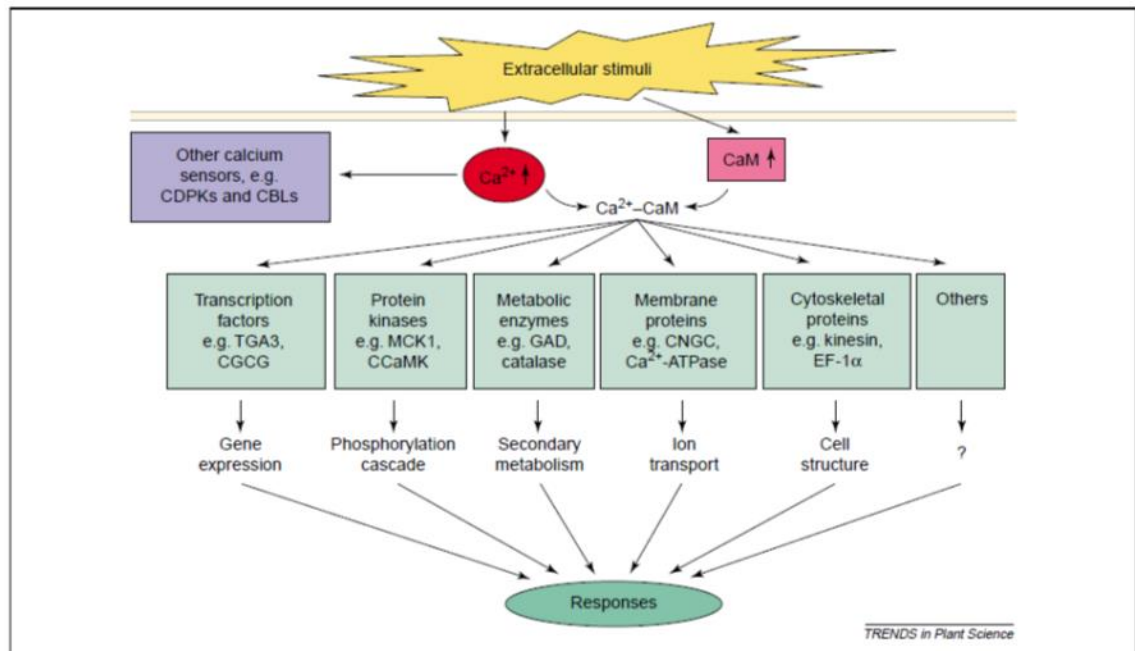 Extracellular stimuli
Other calcium
sensors, e.g.
CDPKs and CBLs
Ca²⁺ ↑
CaM ↑
Ca²⁺–CaM
Transcription
factors
e.g. TGA3,
CGCG
Protein
kinases
e.g. MCK1,
CCaMK
Metabolic
enzymes
e.g. GAD,
catalase
Membrane
proteins
e.g. CNGC,
Ca²⁺-ATPase
Cytoskeletal
proteins
e.g. kinesin,
EF-1α
Others
Gene
expression
Phosphorylation
cascade
Secondary
metabolism
Ion
transport
Cell
structure
?
Responses
TRENDS in Plant Science